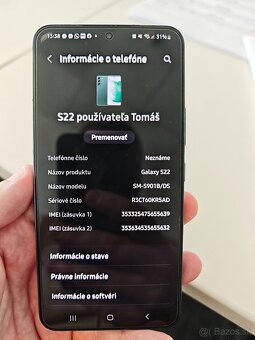 13:38
31%
Informácie o telefóne
S22 používateľa Tomáš
Premenovať
Telefónne číslo Neznáme
Názov produktu Galaxy S22
Názov modelu SM-S901B/DS
Sériové číslo R3CT60KR5AD
IMEI (zásuvka 1) 353325475655639
IMEI (zásuvka 2) 353634535655632
Informácie o stave
Právne informácie
Informácie o softvéri
Bazos.sk